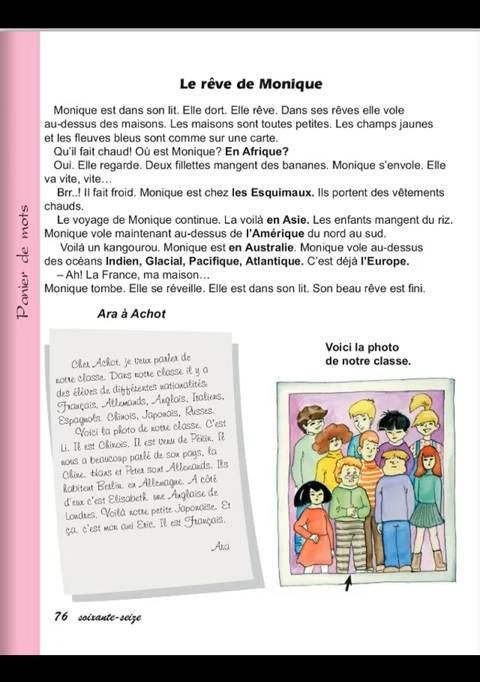 Le rêve de Monique
Monique est dans son lit. Elle dort. Elle rêve. Dans ses rêves elle vole
au-dessus des maisons. Les maisons sont toutes petites. Les champs jaunes
et les fleuves bleus sont comme sur une carte.
Qu'il fait chaud! Où est Monique? En Afrique?
Oui. Elle regarde. Deux fillettes mangent des bananes. Monique s'envole. Elle
va vite, vite…
Brr..! Il fait froid. Monique est chez les Esquimaux. Ils portent des vêtements
chauds.
Le voyage de Monique continue. La voilà en Asie. Les enfants mangent du riz.
Monique vole maintenant au-dessus de l'Amérique du nord au sud.
Voilà un kangourou. Monique est en Australie. Monique vole au-dessus
des océans Indien, Glacial, Pacifique, Atlantique. C'est déjà l'Europe.
– Ah! La France, ma maison…
Monique tombe. Elle se réveille. Elle est dans son lit. Son beau rêve est fini.
Panier de mots
Ara à Achot
Cher Achot, je veux parler de
notre classe. Dans notre classe il y a
des élèves de différentes nationalités.
Français, Allemands, Anglais, Italiens,
Espagnols, Chinois, Japonais, Russes.
Voici la photo de notre classe. C'est
Li. Il est Chinois. Il est venu de Pékin. Il
nous a beaucoup parlé de son pays, la
Chine. Hans et Peter sont Allemands. Ils
habitent Berlin, en Allemagne. A côté
d'eux c'est Elisabeth, une Anglaise de
Londres. Voilà notre petite Japonaise. Et
ça, c'est mon ami Eric. Il est Français.
Ara
Voici la photo
de notre classe.
76 soixante-seize